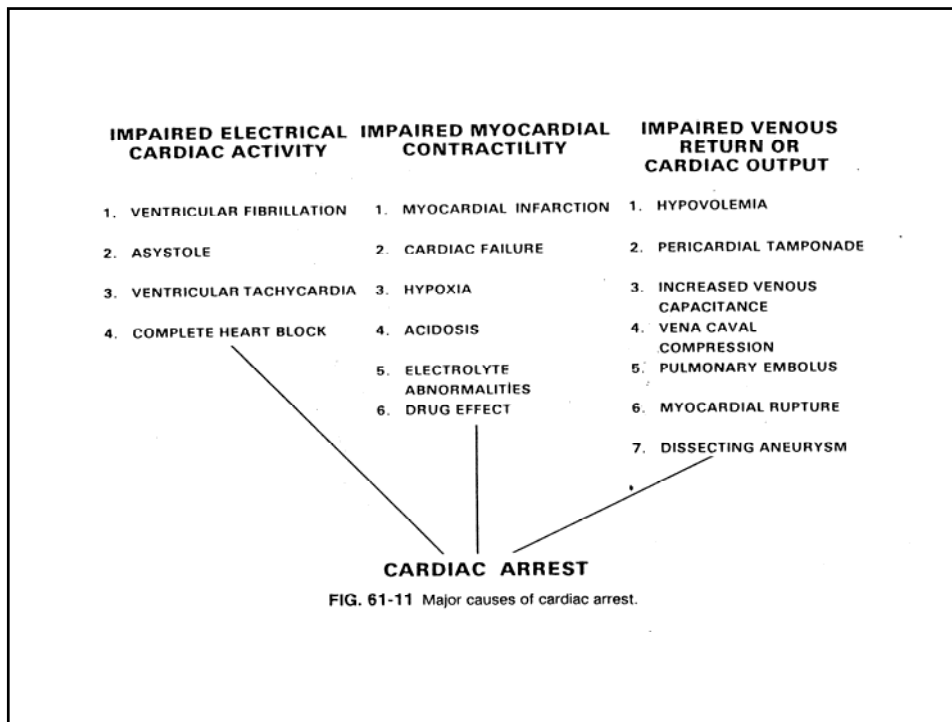 IMPAIRED ELECTRICAL
CARDIAC ACTIVITY
1. VENTRICULAR FIBRILLATION
2. ASYSTOLE
3. VENTRICULAR TACHYCARDIA
4. COMPLETE HEART BLOCK
IMPAIRED MYOCARDIAL
CONTRACTILITY
1. MYOCARDIAL INFARCTION
2. CARDIAC FAILURE
3. HYPOXIA
4. ACIDOSIS
5. ELECTROLYTE
ABNORMALITIES
6. DRUG EFFECT
IMPAIRED VENOUS
RETURN OR
CARDIAC OUTPUT
1. HYPOVOLEMIA
2. PERICARDIAL TAMPONADE
3. INCREASED VENOUS
CAPACITANCE
4. VENA CAVAL
COMPRESSION
5. PULMONARY EMBOLUS
6. MYOCARDIAL RUPTURE
7. DISSECTING ANEURYSM
CARDIAC ARREST
FIG. 61-11 Major causes of cardiac arrest.